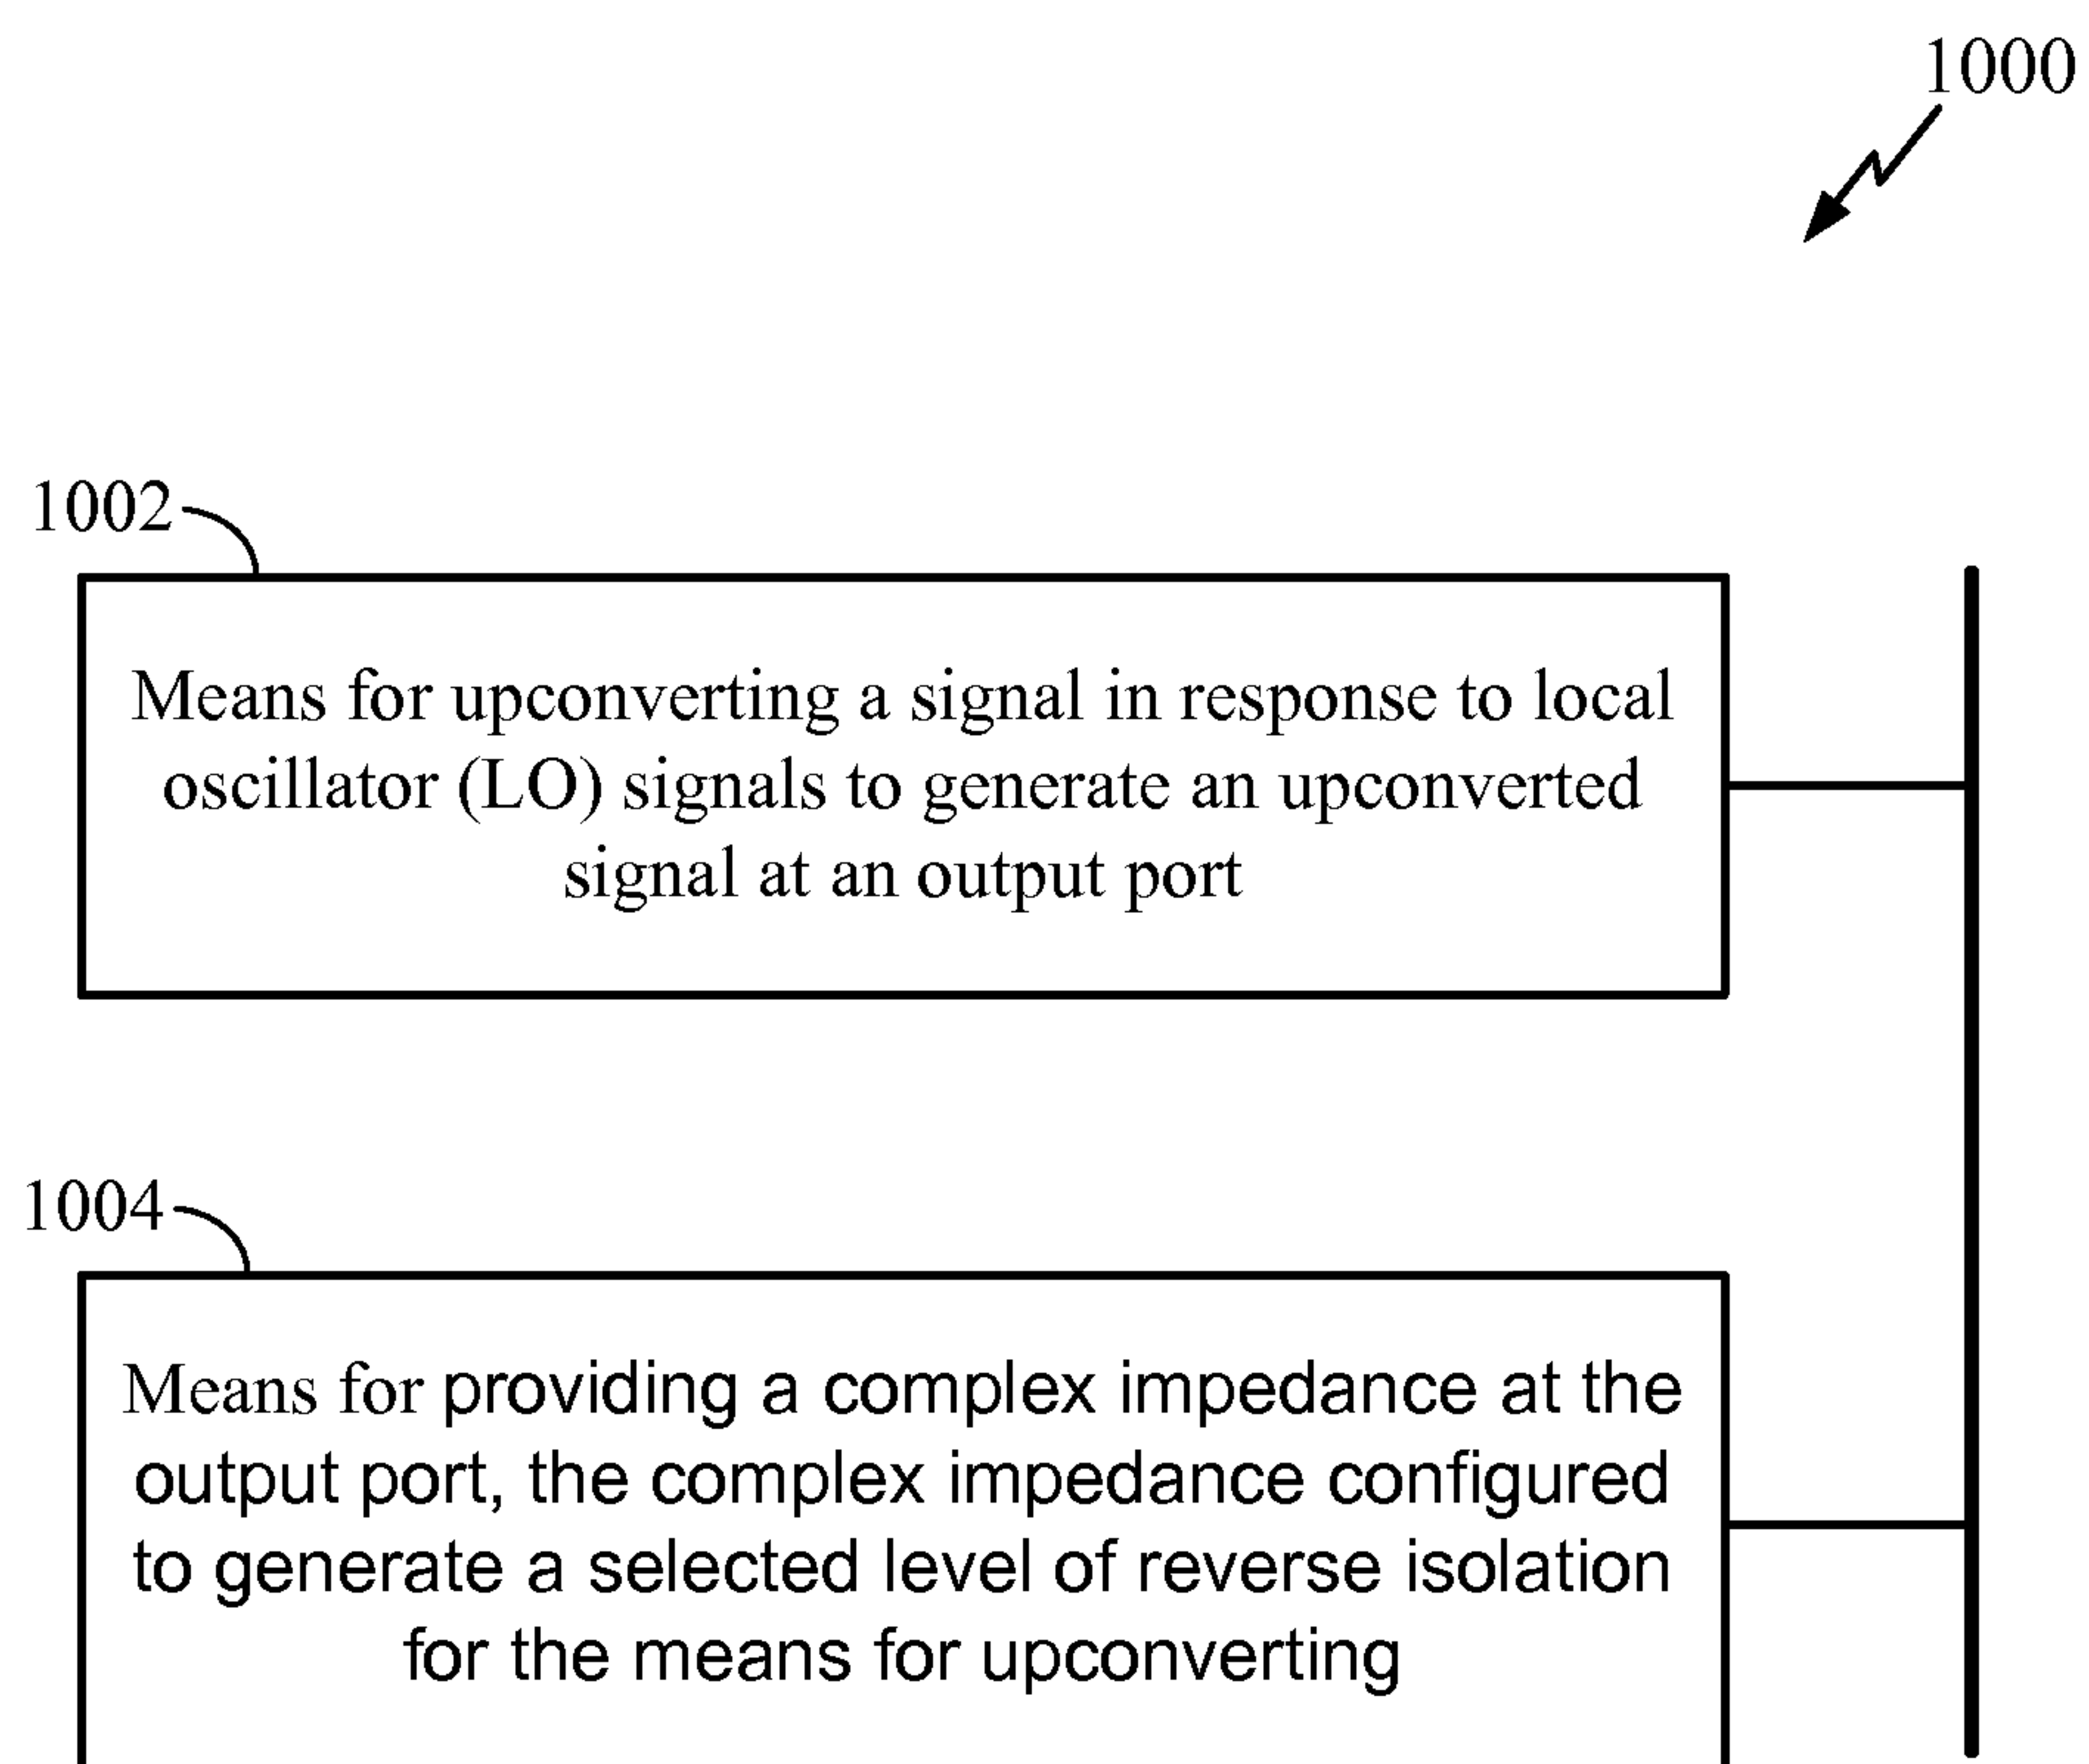 1000
1002
Means for upconverting a signal in response to local
oscillator (LO) signals to generate an upconverted
signal at an output port
1004
Means for providing a complex impedance at the
output port, the complex impedance configured
to generate a selected level of reverse isolation
for the means for upconverting